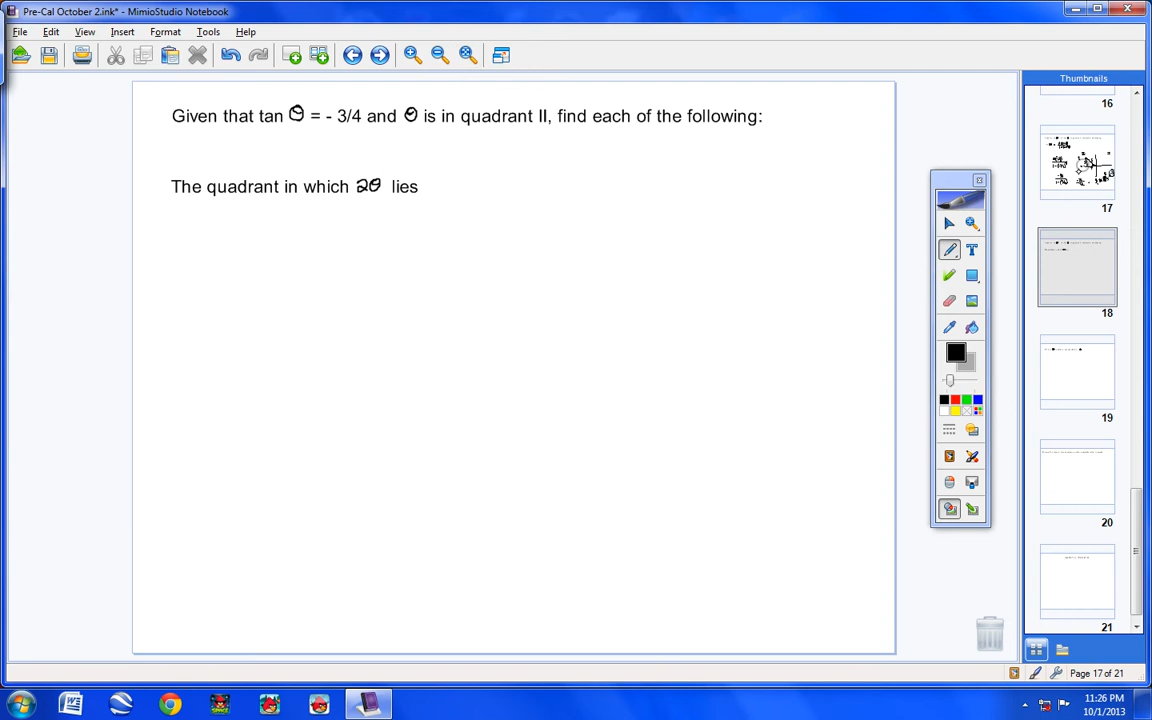 Pre-Cal October 2.ink* - MimioStudio Notebook
File Edit View Insert Format Tools Help
Thumbnails
Given that tan θ = - 3/4 and θ is in quadrant II, find each of the following:
The quadrant in which 2θ lies
16
17
18
19
20
21
Page 17 of 21
11:26 PM
10/1/2013